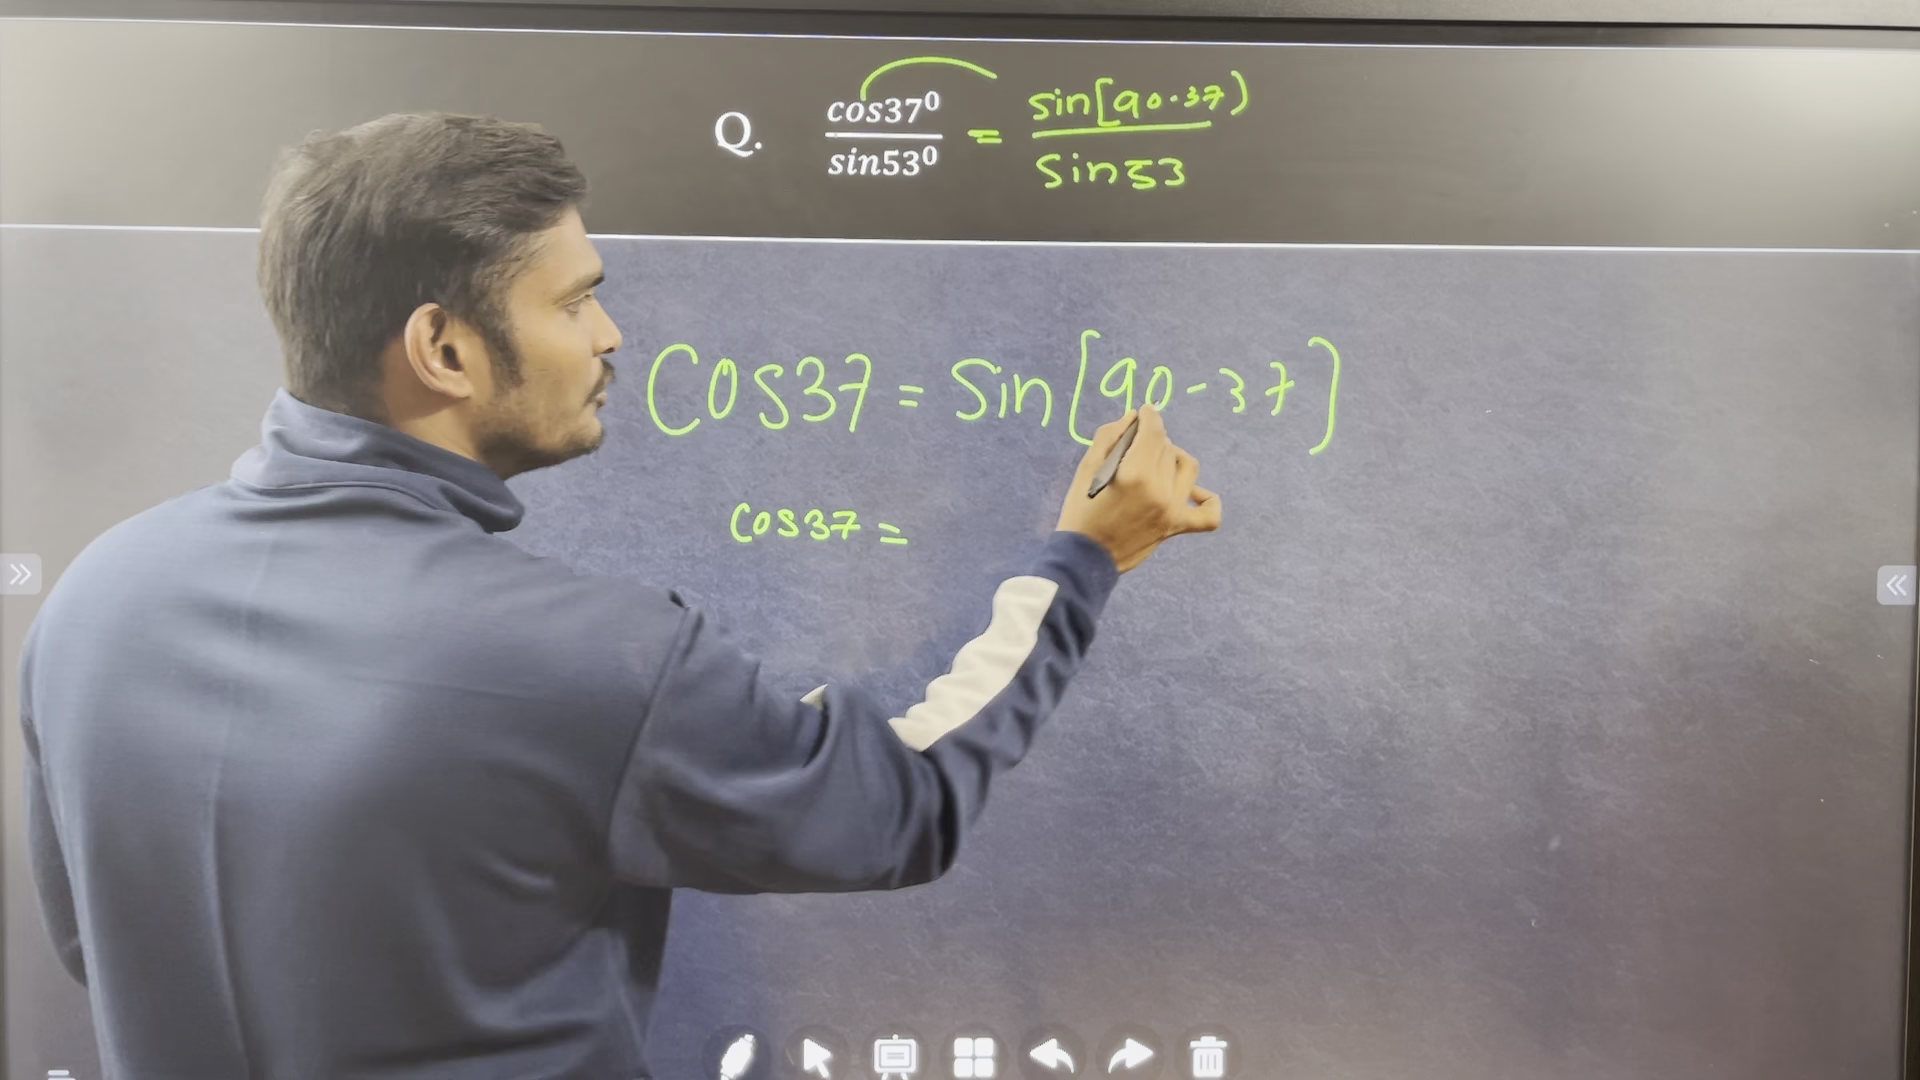 Q. cos37⁰/sin53⁰ = sin[90-37)/sin53
cos37 = sin[90-37]
cos37 =